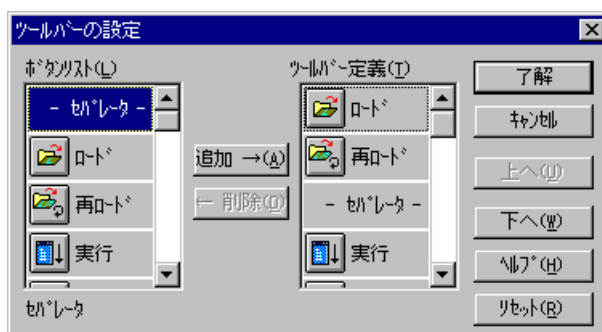 ツールバーの設定
ﾎﾞﾀﾝﾘｽﾄ(L)
- ｾﾊﾟﾚｰﾀ -
ﾛｰﾄﾞ
再ﾛｰﾄﾞ
実行
ｾﾊﾟﾚｰﾀ
追加 →(A)
← 削除(D)
ﾂｰﾙﾊﾞｰ定義(T)
ﾛｰﾄﾞ
再ﾛｰﾄﾞ
- ｾﾊﾟﾚｰﾀ -
実行
了解
ｷｬﾝｾﾙ
上へ(U)
下へ(W)
ﾍﾙﾌﾟ(H)
ﾘｾｯﾄ(R)